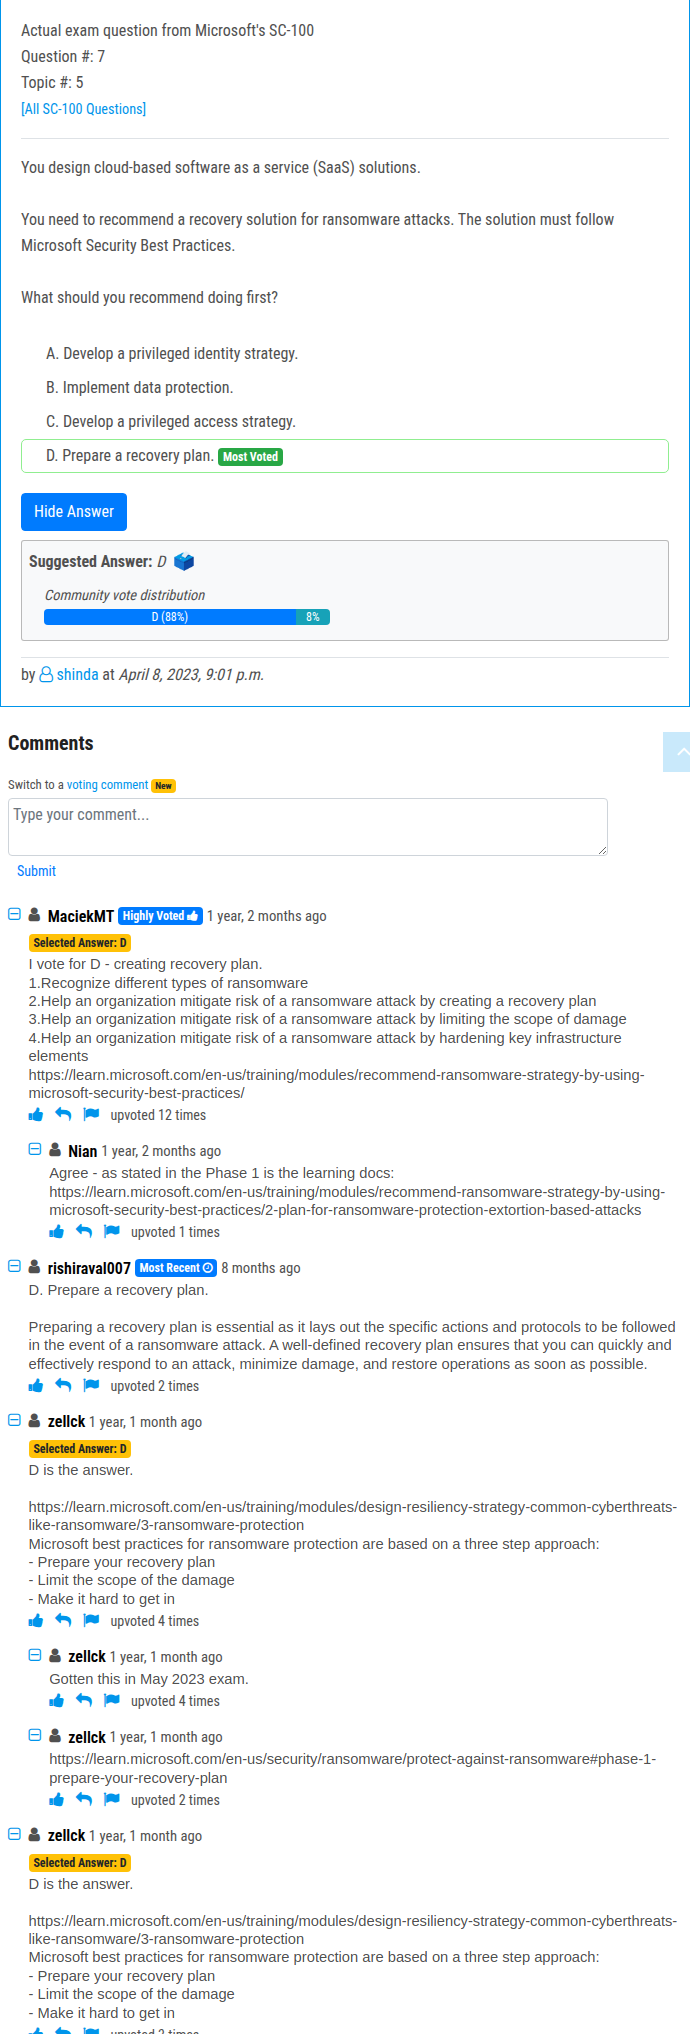 Actual exam question from Microsoft's SC-100
Question #: 7
Topic #: 5
[All SC-100 Questions]
You design cloud-based software as a service (SaaS) solutions.
You need to recommend a recovery solution for ransomware attacks. The solution must follow
Microsoft Security Best Practices.
What should you recommend doing first?
A. Develop a privileged identity strategy.
B. Implement data protection.
C. Develop a privileged access strategy.
D. Prepare a recovery plan. Most Voted
Hide Answer
Suggested Answer: D
Community vote distribution
D (88%) 8%
by shinda at April 8, 2023, 9:01 p.m.
Comments
Switch to a voting comment New
Type your comment...
Submit
MaciekMT Highly Voted 1 year, 2 months ago
Selected Answer: D
I vote for D - creating recovery plan.
1.Recognize different types of ransomware
2.Help an organization mitigate risk of a ransomware attack by creating a recovery plan
3.Help an organization mitigate risk of a ransomware attack by limiting the scope of damage
4.Help an organization mitigate risk of a ransomware attack by hardening key infrastructure
elements
https://learn.microsoft.com/en-us/training/modules/recommend-ransomware-strategy-by-using-
microsoft-security-best-practices/
upvoted 12 times
Nian 1 year, 2 months ago
Agree - as stated in the Phase 1 is the learning docs:
https://learn.microsoft.com/en-us/training/modules/recommend-ransomware-strategy-by-using-
microsoft-security-best-practices/2-plan-for-ransomware-protection-extortion-based-attacks
upvoted 1 times
rishiraval007 Most Recent 8 months ago
D. Prepare a recovery plan.
Preparing a recovery plan is essential as it lays out the specific actions and protocols to be followed
in the event of a ransomware attack. A well-defined recovery plan ensures that you can quickly and
effectively respond to an attack, minimize damage, and restore operations as soon as possible.
upvoted 2 times
zellck 1 year, 1 month ago
Selected Answer: D
D is the answer.
https://learn.microsoft.com/en-us/training/modules/design-resiliency-strategy-common-cyberthreats-
like-ransomware/3-ransomware-protection
Microsoft best practices for ransomware protection are based on a three step approach:
- Prepare your recovery plan
- Limit the scope of the damage
- Make it hard to get in
upvoted 4 times
zellck 1 year, 1 month ago
Gotten this in May 2023 exam.
upvoted 4 times
zellck 1 year, 1 month ago
https://learn.microsoft.com/en-us/security/ransomware/protect-against-ransomware#phase-1-
prepare-your-recovery-plan
upvoted 2 times
zellck 1 year, 1 month ago
Selected Answer: D
D is the answer.
https://learn.microsoft.com/en-us/training/modules/design-resiliency-strategy-common-cyberthreats-
like-ransomware/3-ransomware-protection
Microsoft best practices for ransomware protection are based on a three step approach:
- Prepare your recovery plan
- Limit the scope of the damage
- Make it hard to get in